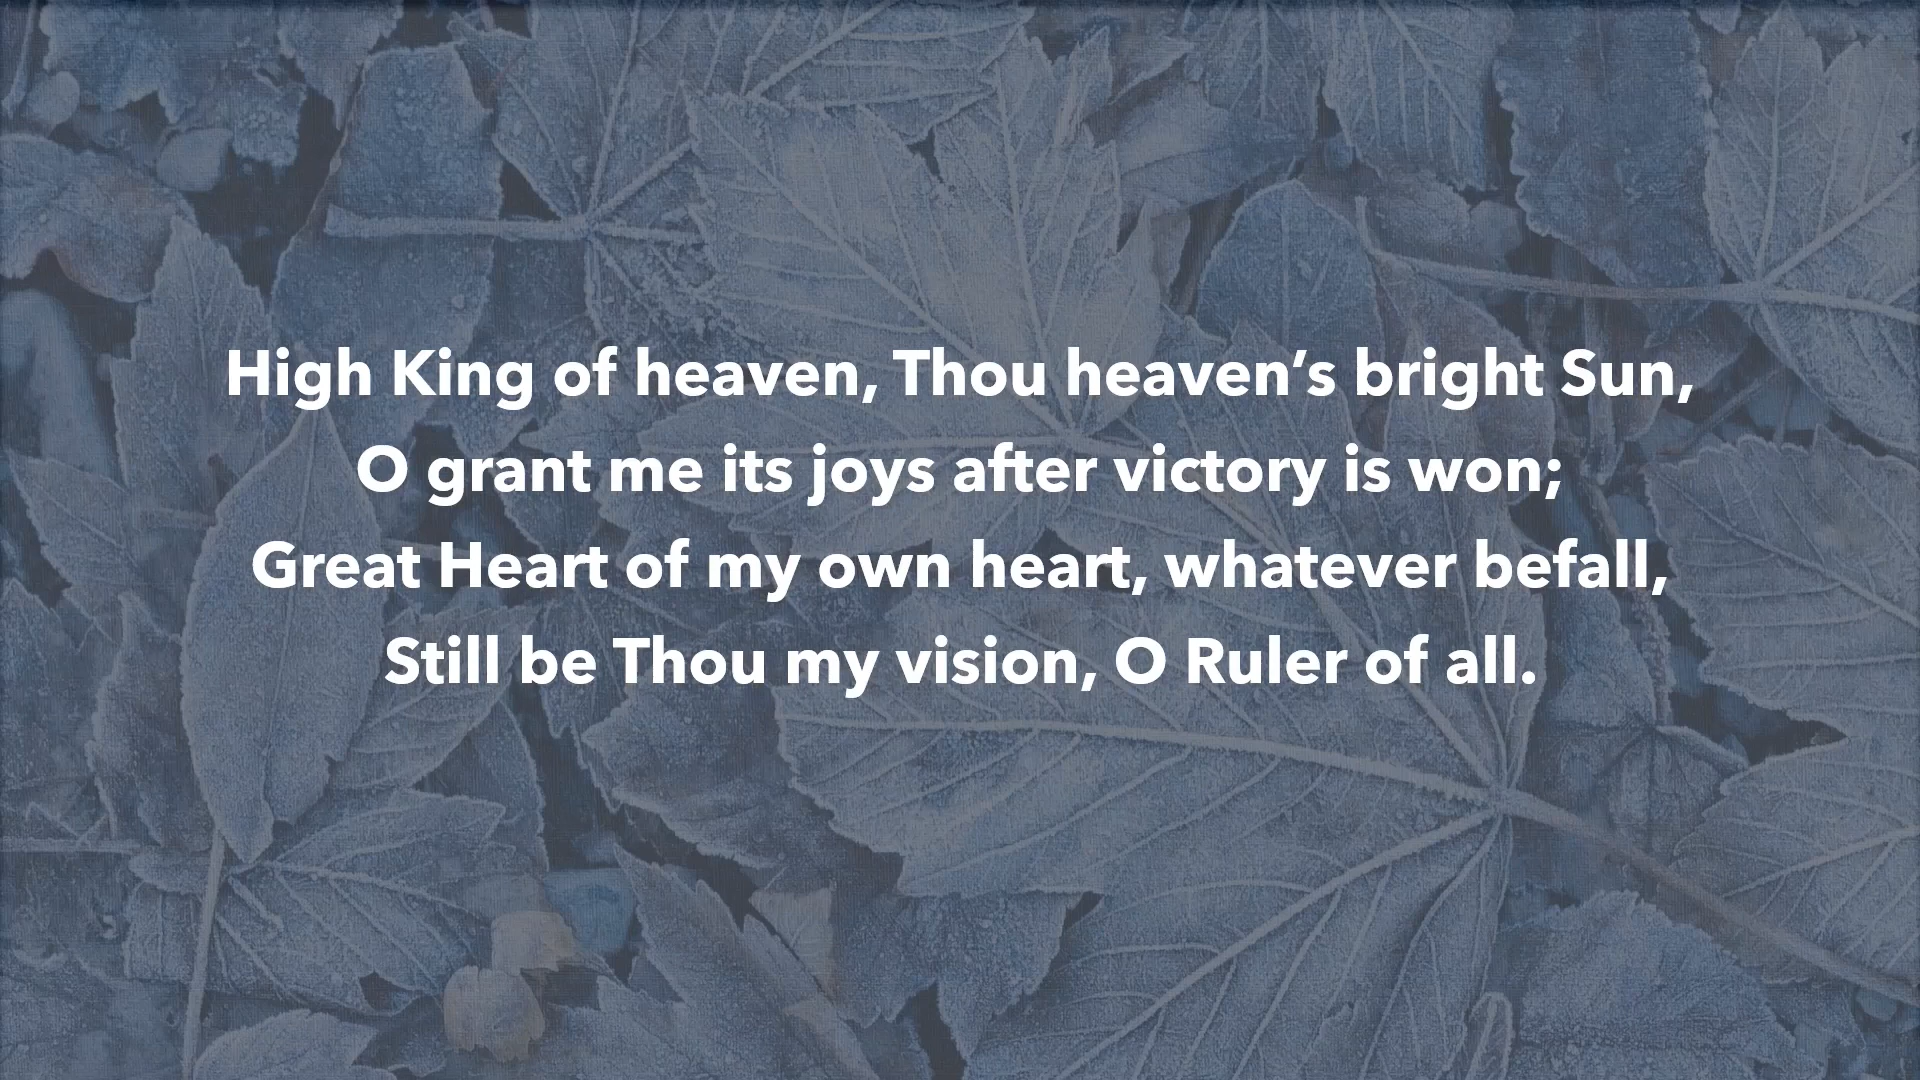 High King of heaven, Thou heaven’s bright Sun,
O grant me its joys after victory is won;
Great Heart of my own heart, whatever befall,
Still be Thou my vision, O Ruler of all.